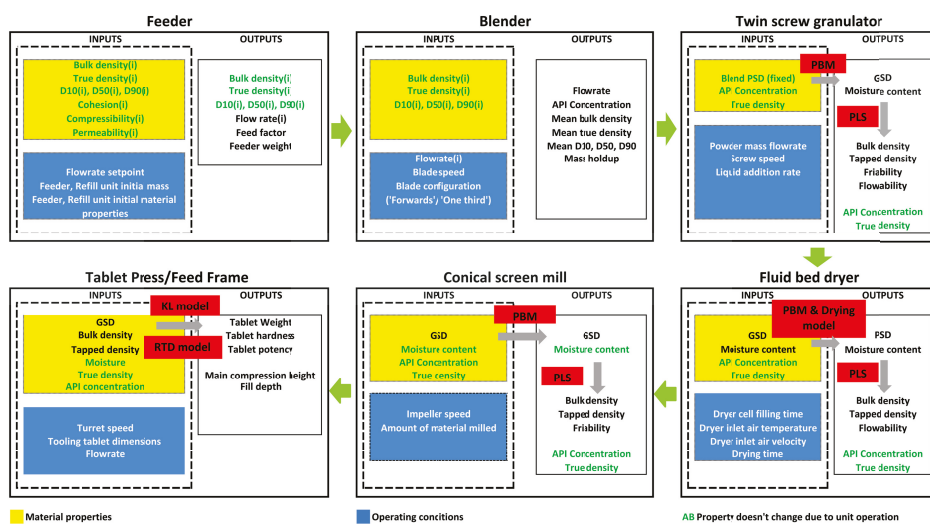 Feeder
INPUTS
OUTPUTS
Bulk density(i)
True density(i)
D10(i), D50(i), D90(i)
Cohesion(i)
Compressibility(i)
Permeability(i)
Flowrate setpoint
Feeder, Refill unit initial mass
Feeder, Refill unit initial material
properties
Bulk density(i)
True density(i)
D10(i), D50(i), D90(i)
Flow rate(i)
Feed factor
Feeder weight
Blender
INPUTS
OUTPUTS
Bulk density(i)
True density(i)
D10(i), D50(i), D90(i)
Flowrate(i)
Bladespeed
Blade configuration
('Forwards'/ 'One third')
Flowrate
API Concentration
Mean bulk density
Mean true density
Mean D10, D50, D90
Mass holdup
Twin screw granulator
INPUTS
OUTPUTS
PBM
Blend PSD (fixed)
API Concentration
True density
Powder mass flowrate
Screw speed
Liquid addition rate
GSD
Moisture content
PLS
Bulk density
Tapped density
Friability
Flowability
API Concentration
True density
Tablet Press/Feed Frame
INPUTS
OUTPUTS
KL model
GSD
Bulk density
Tapped density
RTD model
Moisture
True density
API concentration
Turret speed
Tooling tablet dimensions
Flowrate
Tablet Weight
Tablet hardness
Tablet potency
Main compression height
Fill depth
Conical screen mill
INPUTS
OUTPUTS
PBM
GSD
Moisture content
API Concentration
True density
Impeller speed
Amount of material milled
GSD
Moisture content
PLS
Bulk density
Tapped density
Friability
API Concentration
True density
Fluid bed dryer
INPUTS
OUTPUTS
PBM & Drying
model
GSD
Moisture content
API Concentration
True density
Dryer cell filling time
Dryer inlet air temperature
Dryer inlet air velocity
Drying time
PSD
Moisture content
PLS
Bulk density
Tapped density
Flowability
API Concentration
True density
Material properties
Operating conditions
AB Property doesn't change due to unit operation